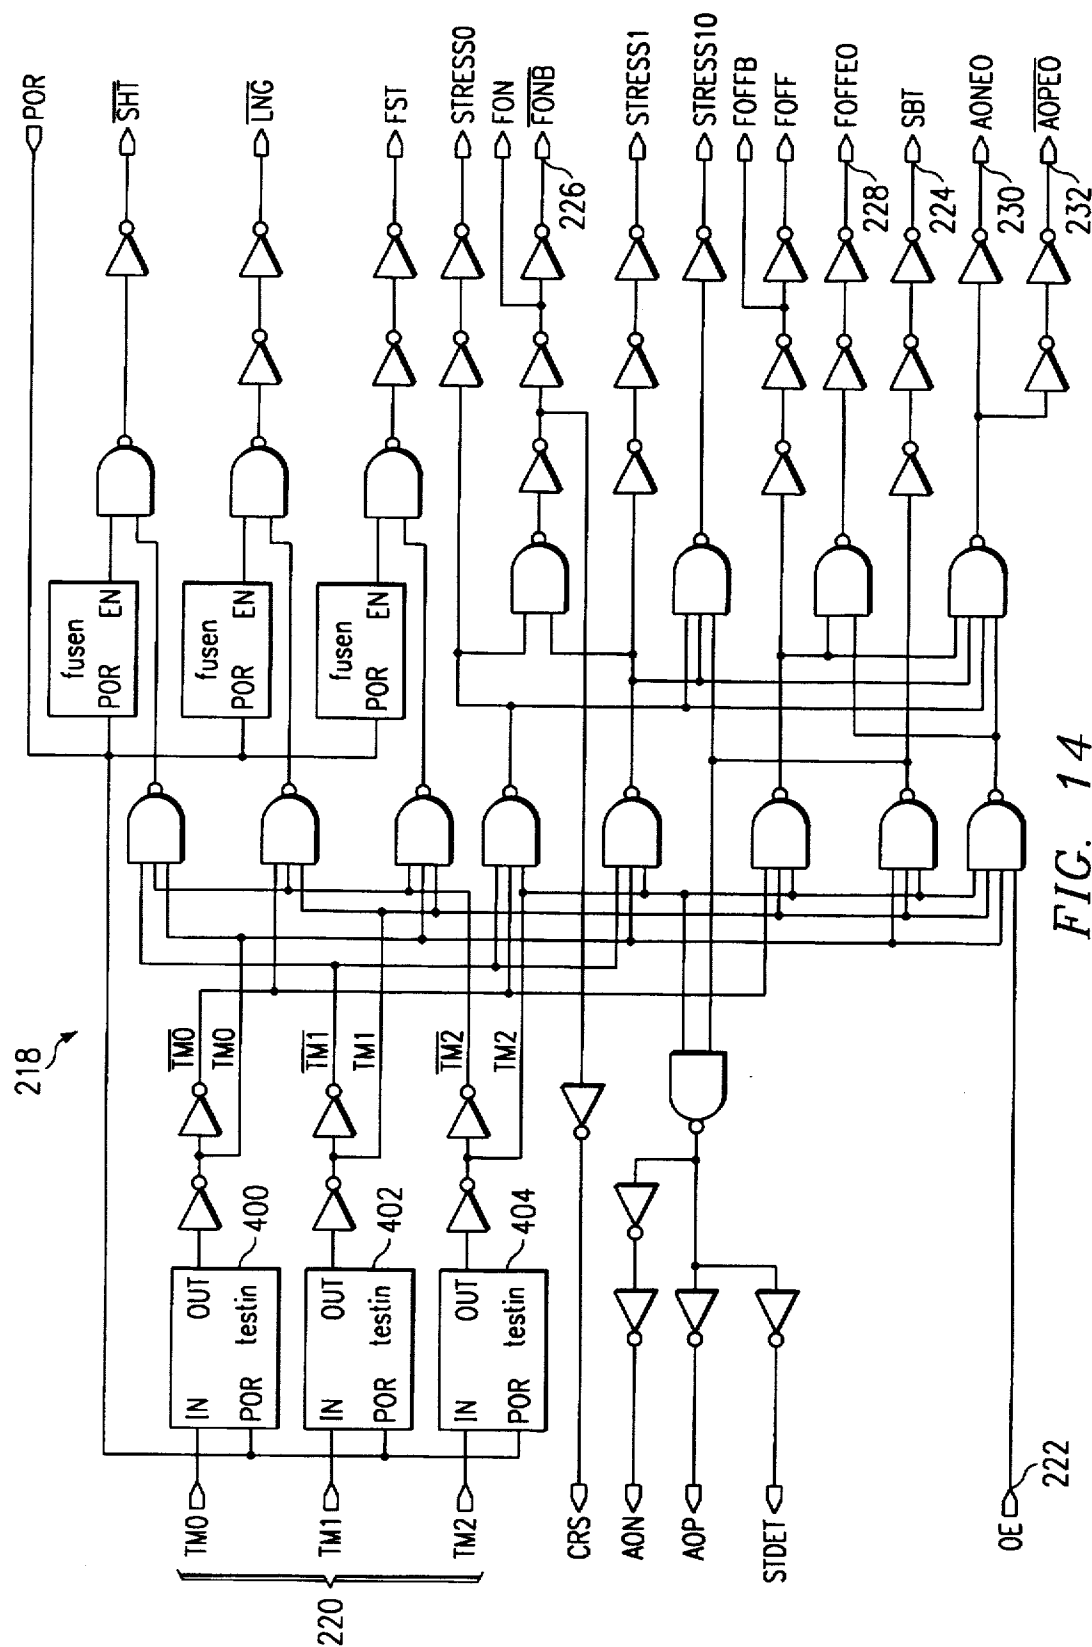 218
220
TM0
TM1
TM2
IN OUT
POR testin
400
IN OUT
POR testin
402
IN OUT
POR testin
404
TM0
TM0
TM1
TM1
TM2
TM2
POR
fusen
POR EN
fusen
POR EN
fusen
POR EN
SHT
LNG
FST
STRESS0
FON
FONB
226
STRESS1
STRESS10
FOFFB
FOFF
FOFFEO
228
SBT
224
AONEO
230
AOPEO
232
CRS
AON
AOP
STDET
OE
222
FIG. 14